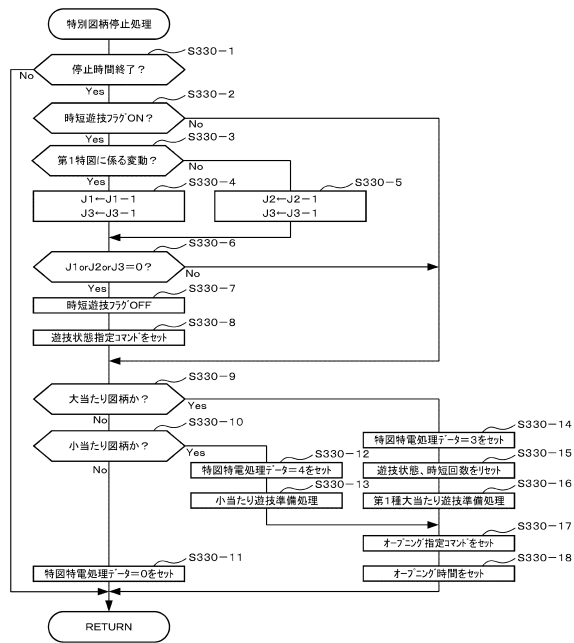 特別図柄停止処理
S330-1
停止時間終了？
No
Yes
S330-2
時短遊技フラグON？
No
Yes
S330-3
第1特図に係る変動？
No
Yes
S330-4
J1←J1-1
J3←J3-1
S330-5
J2←J2-1
J3←J3-1
S330-6
J1orJ2orJ3=0？
No
Yes
S330-7
時短遊技フラグOFF
S330-8
遊技状態指定コマンドをセット
S330-9
大当たり図柄か？
Yes
No
S330-10
小当たり図柄か？
Yes
No
S330-12
特図特電処理データ=4をセット
S330-13
小当たり遊技準備処理
S330-14
特図特電処理データ=3をセット
S330-15
遊技状態、時短回数をリセット
S330-16
第1種大当たり遊技準備処理
S330-17
オープニング指定コマンドをセット
S330-18
オープニング時間をセット
S330-11
特図特電処理データ=0をセット
RETURN